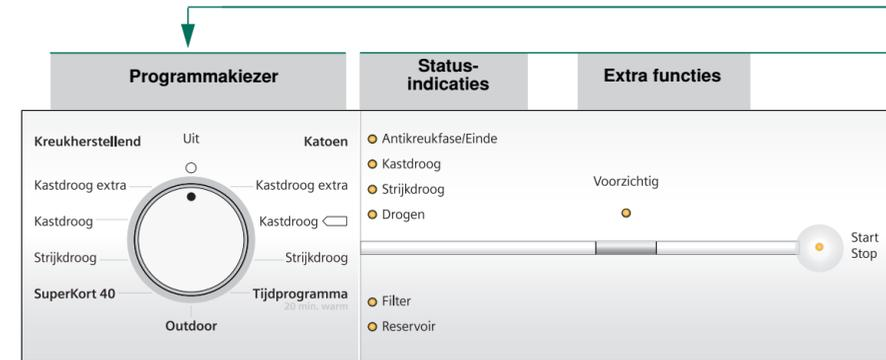 Programmakiezer
Status-
indicaties
Extra functies
Kreukherstellend
Uit
Katoen
Kastdroog extra
Kastdroog extra
Kastdroog
Kastdroog
Strijkdroog
Strijkdroog
SuperKort 40
Tijdprogramma
20 min. warm
Outdoor
Antikreukfase/Einde
Kastdroog
Strijkdroog
Drogen
Filter
Reservoir
Voorzichtig
Start
Stop